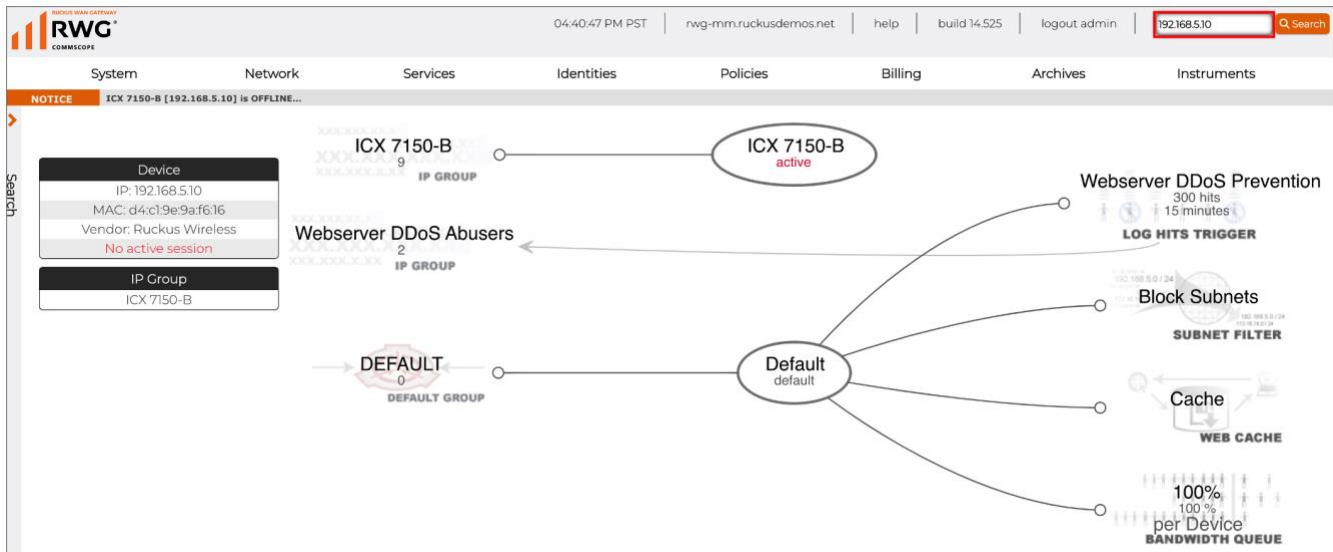 RUCKUS WAN GATEWAY
RWG
COMMSCOPE
04:40:47 PM PST
rwg-mm.ruckusdemos.net
help
build 14.525
logout admin
192.168.5.10
Search
System Network Services Identities Policies Billing Archives Instruments
NOTICE ICX 7150-B [192.168.5.10] is OFFLINE...
Search
Device
IP: 192.168.5.10
MAC: d4:c1:9e:9a:f6:16
Vendor: Ruckus Wireless
No active session
IP Group
ICX 7150-B
ICX 7150-B
9
IP GROUP
ICX 7150-B
active
Webserver DDoS Abusers
2
IP GROUP
DEFAULT
0
DEFAULT GROUP
Default
default
Webserver DDoS Prevention
300 hits
15 minutes
LOG HITS TRIGGER
192.168.5.0 / 24
Block Subnets
SUBNET FILTER
Cache
WEB CACHE
100%
100 %
per Device
BANDWIDTH QUEUE